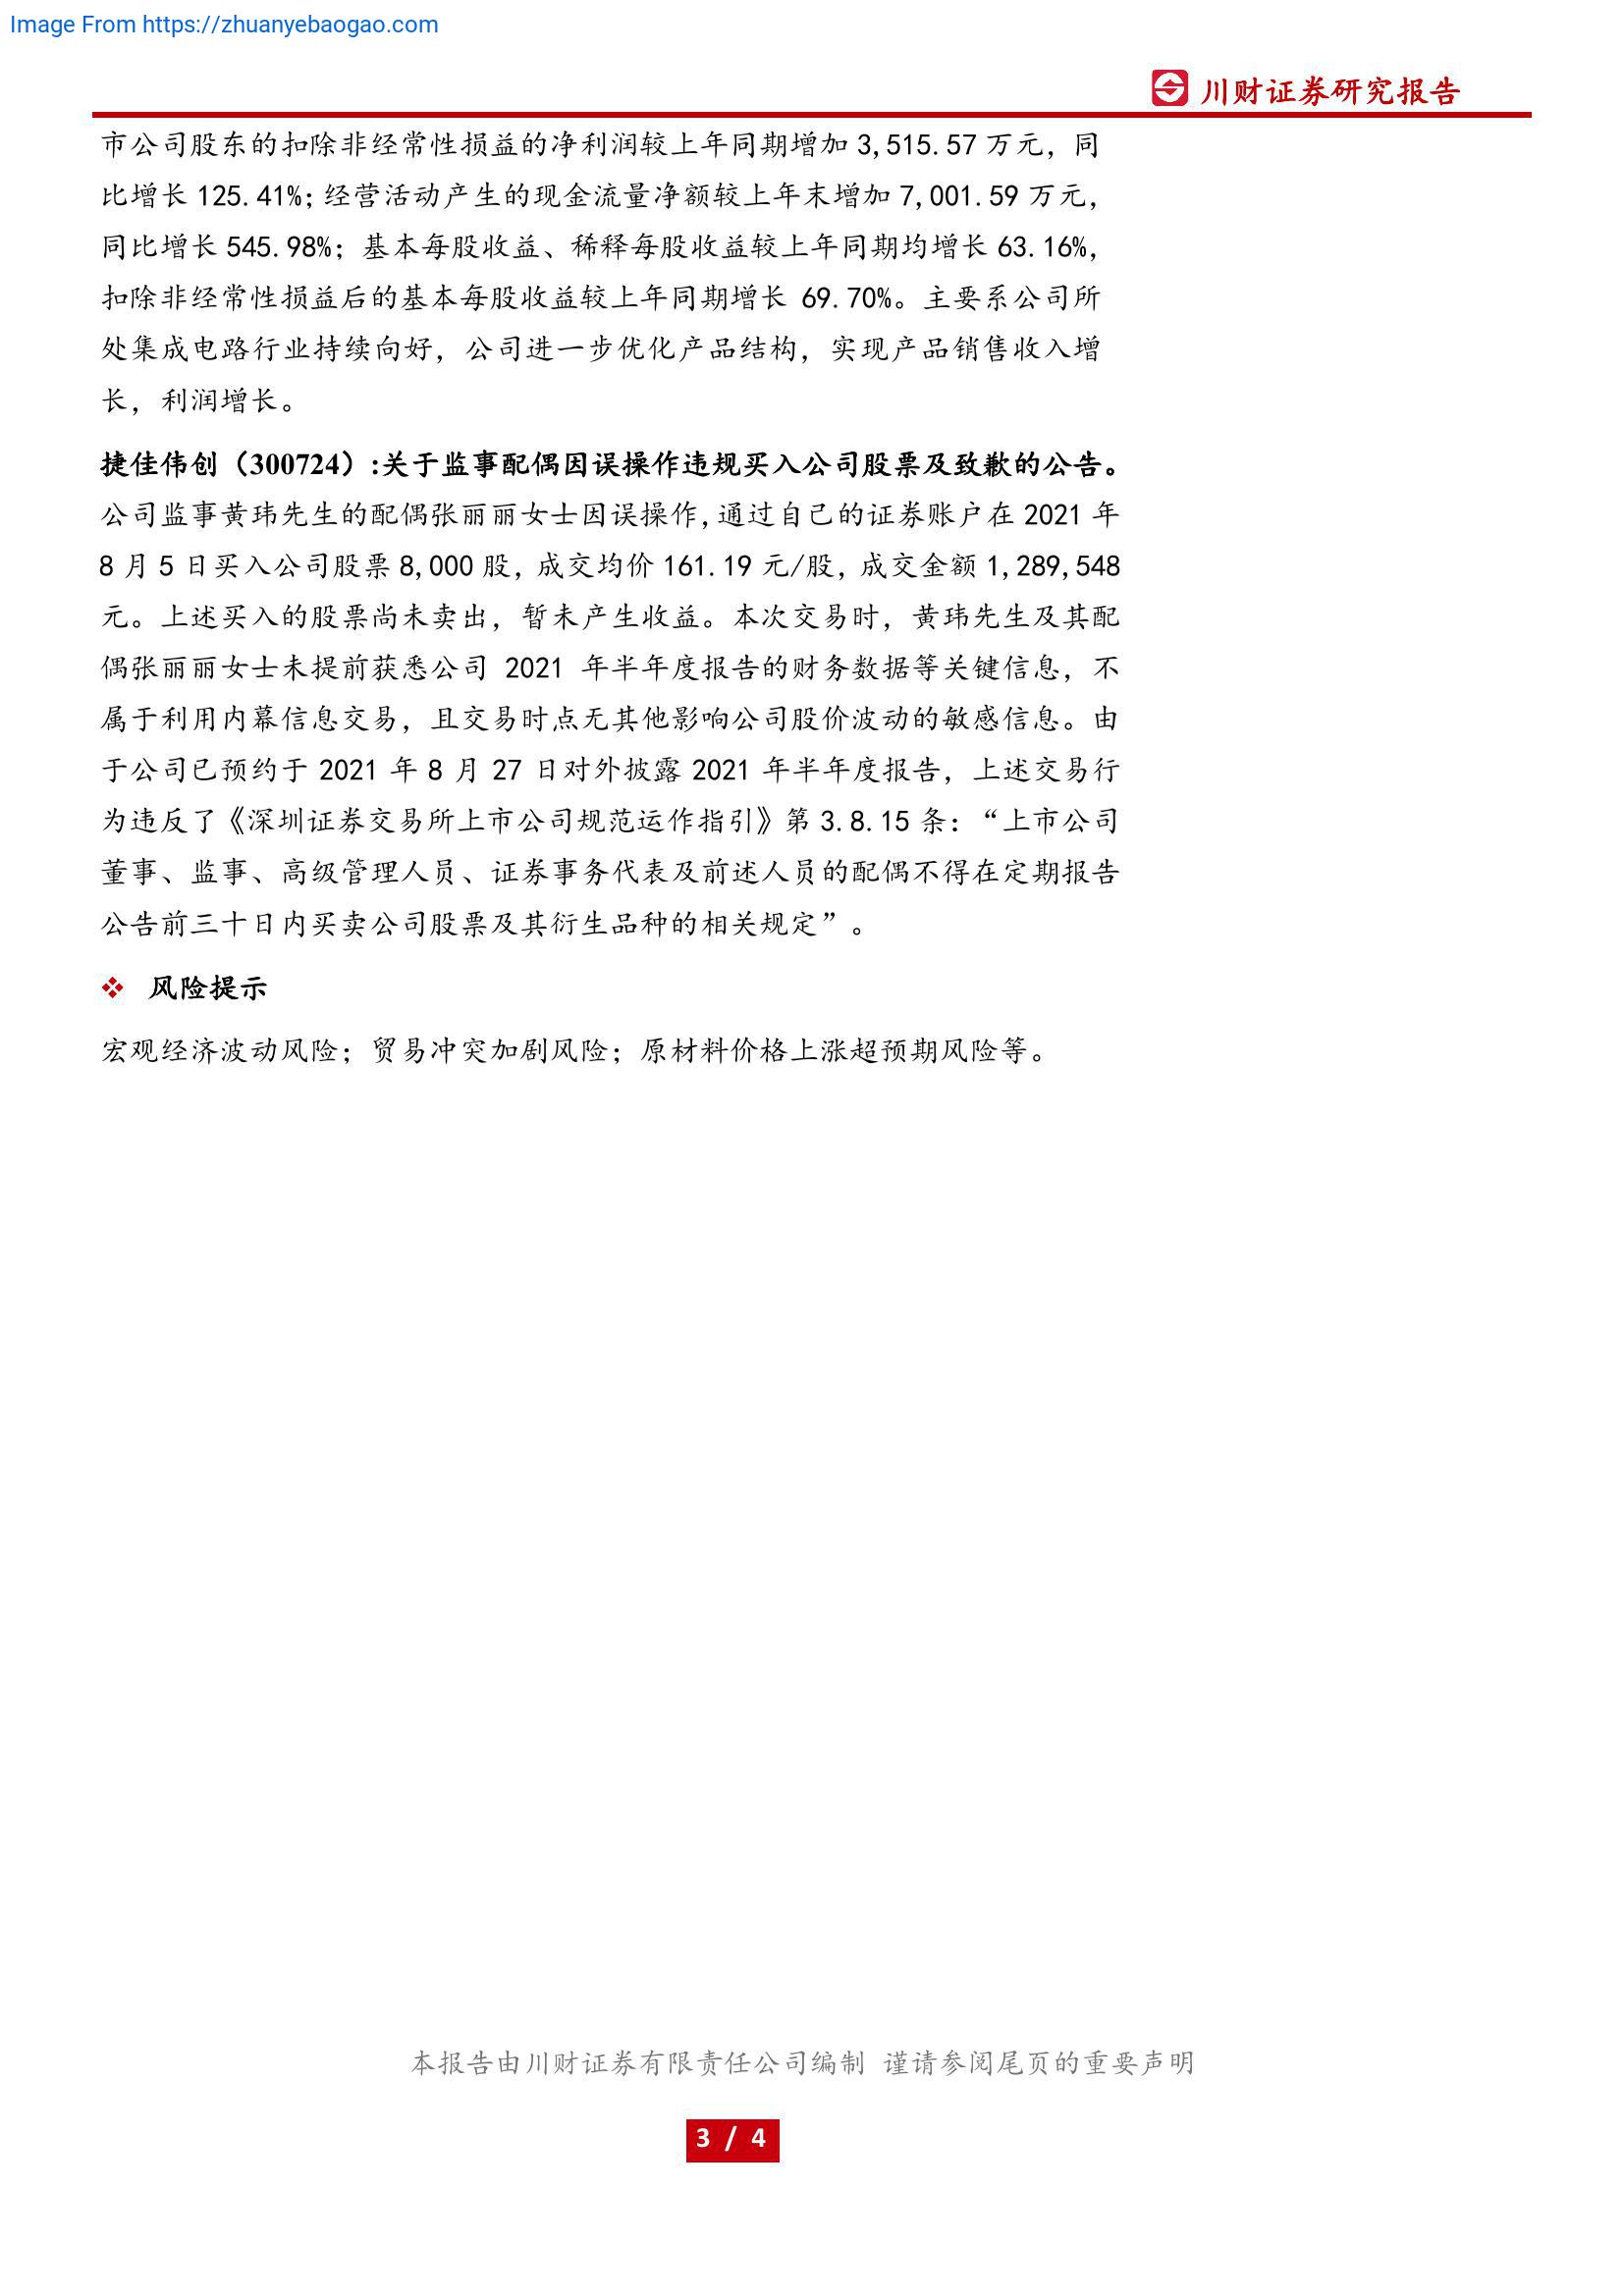 Image From https://zhuanyebaogao.com
川财证券研究报告
市公司股东的扣除非经常性损益的净利润较上年同期增加 3,515.57 万元，同
比增长 125.41%；经营活动产生的现金流量净额较上年末增加 7,001.59 万元，
同比增长 545.98%；基本每股收益、稀释每股收益较上年同期均增长 63.16%，
扣除非经常性损益后的基本每股收益较上年同期增长 69.70%。主要系公司所
处集成电路行业持续向好，公司进一步优化产品结构，实现产品销售收入增
长，利润增长。
捷佳伟创（300724）:关于监事配偶因误操作违规买入公司股票及致歉的公告。
公司监事黄玮先生的配偶张丽丽女士因误操作,通过自己的证券账户在 2021 年
8 月 5 日买入公司股票 8,000 股，成交均价 161.19 元/股，成交金额 1,289,548
元。上述买入的股票尚未卖出，暂未产生收益。本次交易时，黄玮先生及其配
偶张丽丽女士未提前获悉公司 2021 年半年度报告的财务数据等关键信息，不
属于利用内幕信息交易，且交易时点无其他影响公司股价波动的敏感信息。由
于公司已预约于 2021 年 8 月 27 日对外披露 2021 年半年度报告，上述交易行
为违反了《深圳证券交易所上市公司规范运作指引》第 3.8.15 条：“上市公司
董事、监事、高级管理人员、证券事务代表及前述人员的配偶不得在定期报告
公告前三十日内买卖公司股票及其衍生品种的相关规定”。
❖ 风险提示
宏观经济波动风险；贸易冲突加剧风险；原材料价格上涨超预期风险等。
本报告由川财证券有限责任公司编制 谨请参阅尾页的重要声明
3 / 4